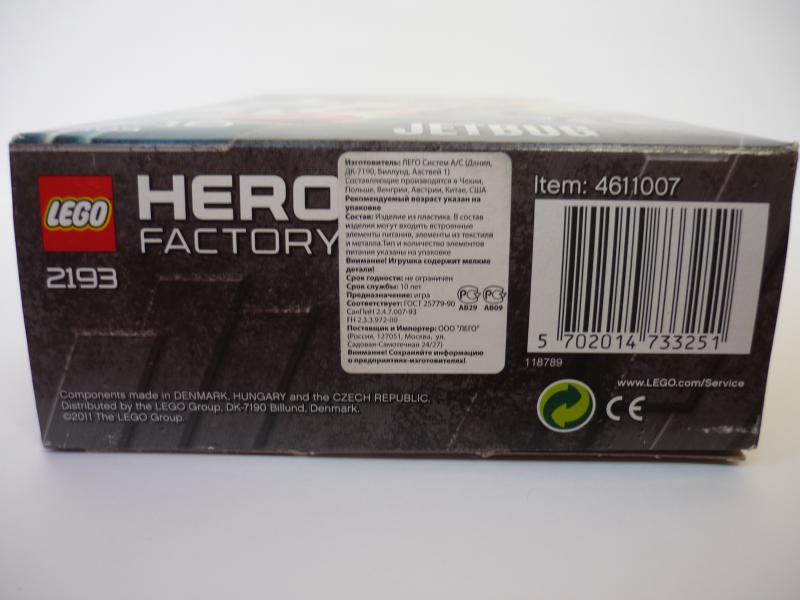 JETBUG
LEGO
HERO
FACTORY
2193
Изготовитель: ЛЕГО Систем А/С (Дания,
ДК-7190, Биллунд,Ааствей 1)
Составляющие произведены в Чехии,
Польше, Венгрии, Австрии, Китае, США
Рекомендуемый возраст указан на
упаковке
Состав: Изделие из пластика. В состав
изделия могут входить встроенные
элементы питания, элементы из текстиля
и металла.Тип и количество элементов
питания указаны на упаковке
Внимание! Игрушка содержит мелкие
детали!
Срок годности: не ограничен
Срок службы: 10 лет
Предназначение: игра
Соответствует: ГОСТ 25779-90
СанПиН 2.4.7.007-93
ГН 2.3.3.972-00
АВ29 АВ09
Поставщик и Импортер: ООО "ЛЕГО"
(Россия, 127051, Москва, ул.
Садовая-Самотечная 24/27)
Внимание! Сохраняйте информацию
о предприятиях-изготовителях!
Item: 4611007
5 702014 733251
118789
www.LEGO.com/Service
CE
Components made in DENMARK, HUNGARY and the CZECH REPUBLIC.
Distributed by the LEGO Group, DK-7190 Billund, Denmark.
©2011 The LEGO Group.